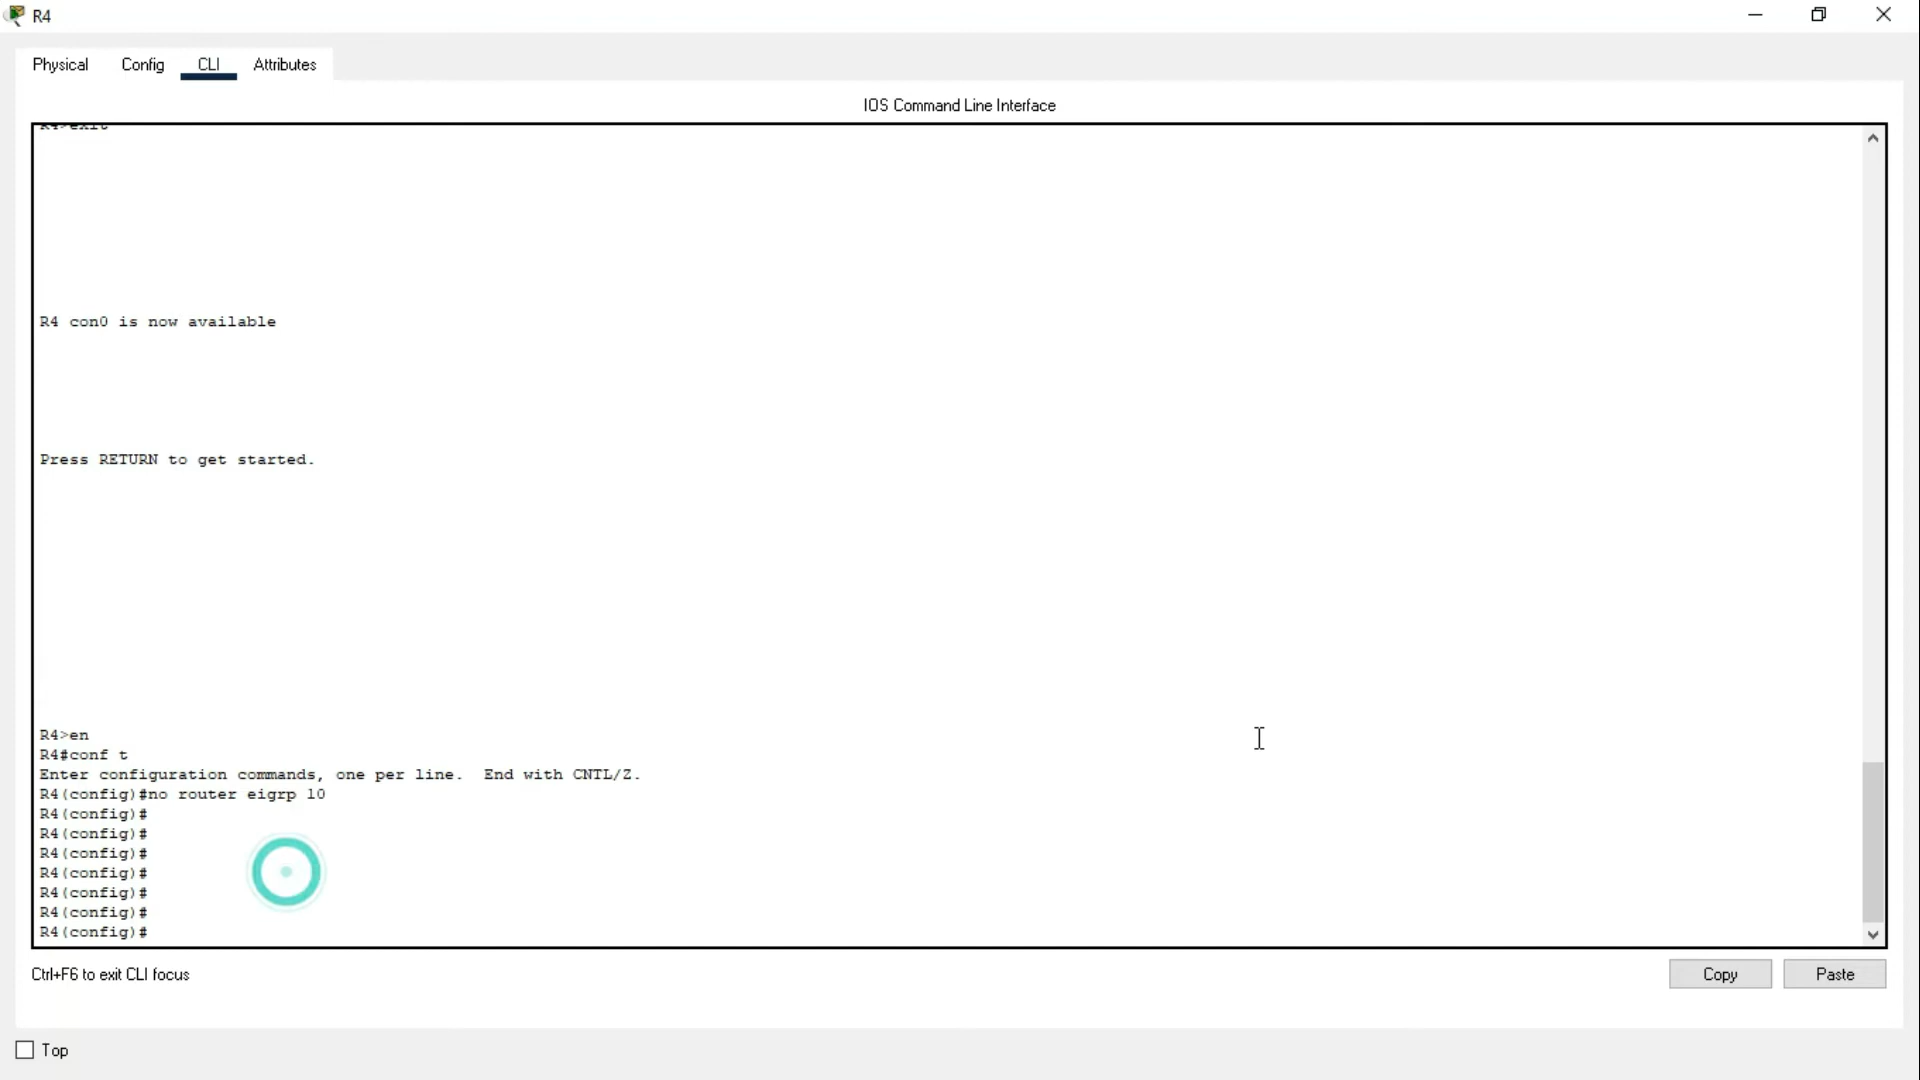 R4
Physical Config CLI Attributes
IOS Command Line Interface
R4>exit
R4 con0 is now available
Press RETURN to get started.
R4>en
R4#conf t
Enter configuration commands, one per line.  End with CNTL/Z.
R4(config)#no router eigrp 10
R4(config)#
R4(config)#
R4(config)#
R4(config)#
R4(config)#
R4(config)#
R4(config)#
Ctrl+F6 to exit CLI focus
Copy Paste
Top